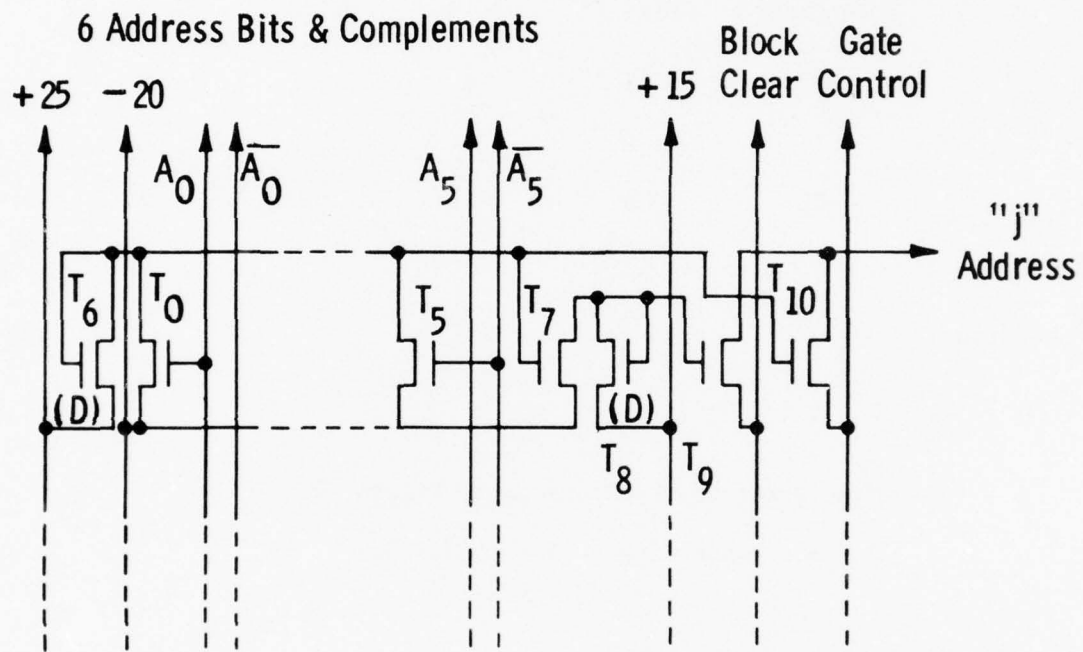 6 Address Bits & Complements
Block Gate
+25 -20 +15 Clear Control
A0 A̅0̅ A5 A̅5̅
"j"
Address
T6 T0 T5 T7 T10
(D) (D)
T8 T9